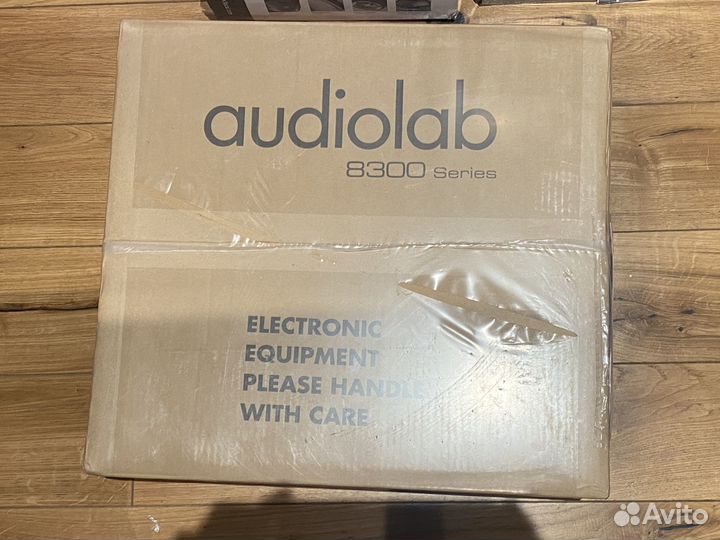 audiolab
8300 Series
ELECTRONIC
EQUIPMENT
PLEASE HANDLE
WITH CARE
Avito